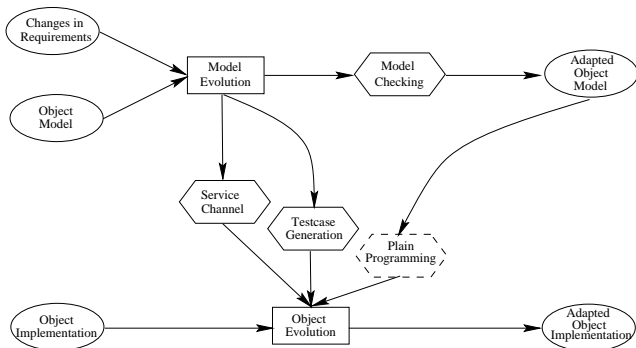 Changes in
Requirements
Model
Evolution
Model
Checking
Adapted
Object
Model
Object
Model
Service
Channel
Testcase
Generation
Plain
Programming
Object
Implementation
Object
Evolution
Adapted
Object
Implementation